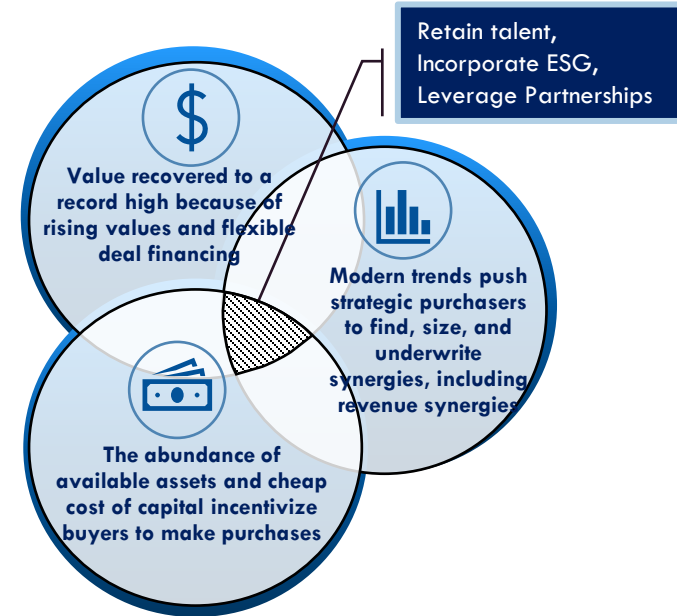 Retain talent,
Incorporate ESG,
Leverage Partnerships
$
Value recovered to a
record high because of
rising values and flexible
deal financing
Modern trends push
strategic purchasers
to find, size, and
underwrite
synergies, including
revenue synergies
The abundance of
available assets and cheap
cost of capital incentivize
buyers to make purchases